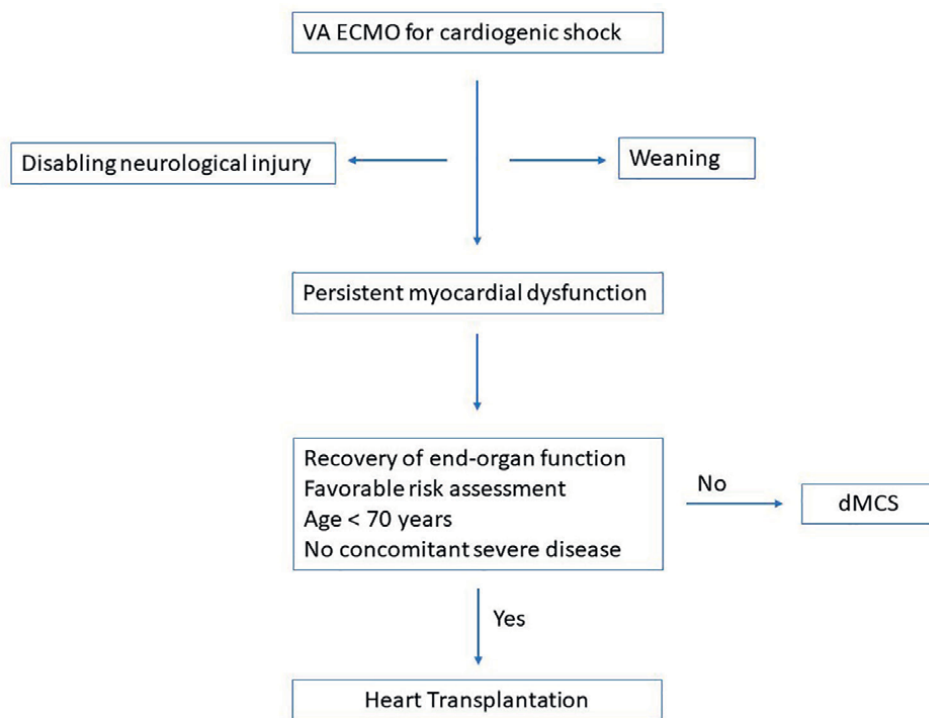 VA ECMO for cardiogenic shock
Disabling neurological injury
Weaning
Persistent myocardial dysfunction
Recovery of end-organ function
Favorable risk assessment
Age < 70 years
No concomitant severe disease
No
dMCS
Yes
Heart Transplantation